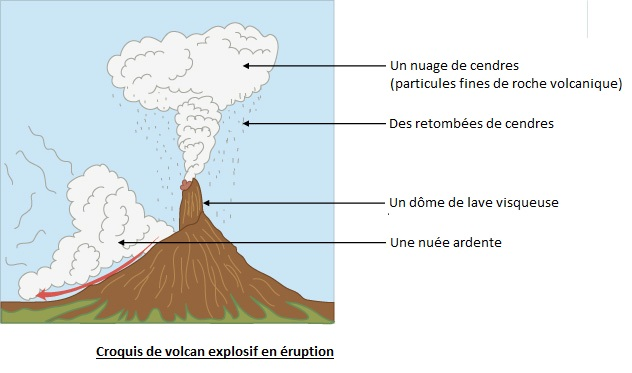 Un nuage de cendres
(particules fines de roche volcanique)
Des retombées de cendres
Un dôme de lave visqueuse
Une nuée ardente
Croquis de volcan explosif en éruption